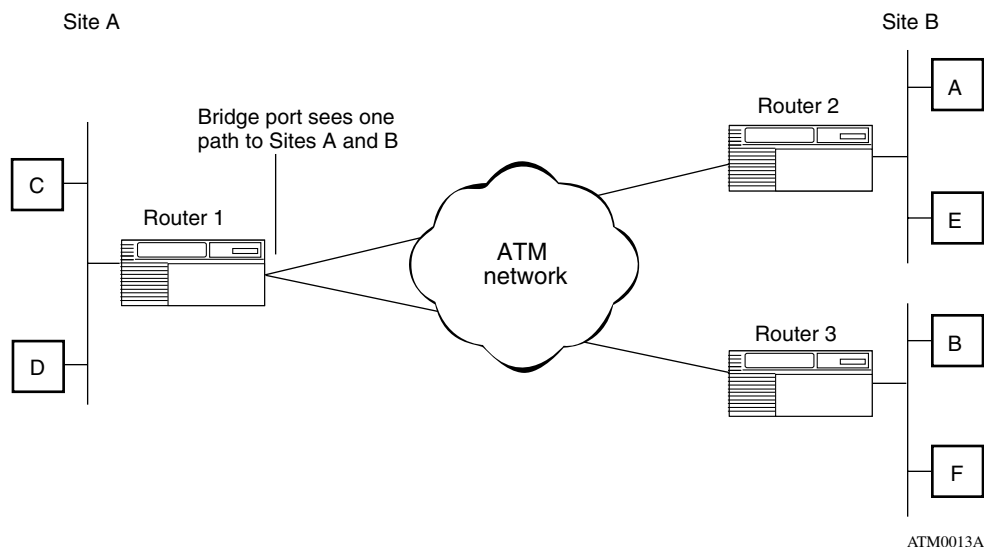 Site A
Site B
Bridge port sees one
path to Sites A and B
Router 1
Router 2
Router 3
ATM
network
C
D
A
E
B
F
ATM0013A